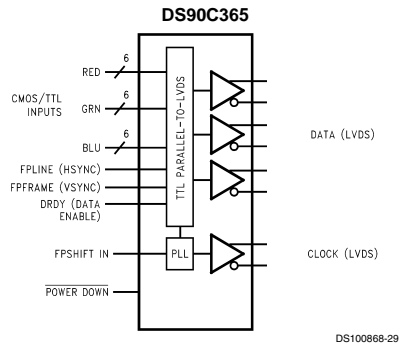 DS90C365
RED
6
CMOS/TTL
INPUTS
GRN
6
BLU
6
FPLINE (HSYNC)
FPFRAME (VSYNC)
DRDY (DATA
ENABLE)
TTL PARALLEL-TO-LVDS
DATA (LVDS)
FPSHIFT IN
PLL
CLOCK (LVDS)
POWER DOWN
DS100868-29